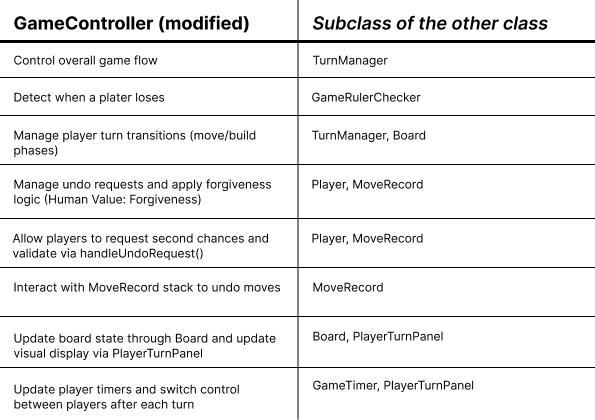 GameController (modified)
Subclass of the other class
Control overall game flow
TurnManager
Detect when a plater loses
GameRulerChecker
Manage player turn transitions (move/build
phases)
TurnManager, Board
Manage undo requests and apply forgiveness
logic (Human Value: Forgiveness)
Player, MoveRecord
Allow players to request second chances and
validate via handleUndoRequest()
Player, MoveRecord
Interact with MoveRecord stack to undo moves
MoveRecord
Update board state through Board and update
visual display via PlayerTurnPanel
Board, PlayerTurnPanel
Update player timers and switch control
between players after each turn
GameTimer, PlayerTurnPanel